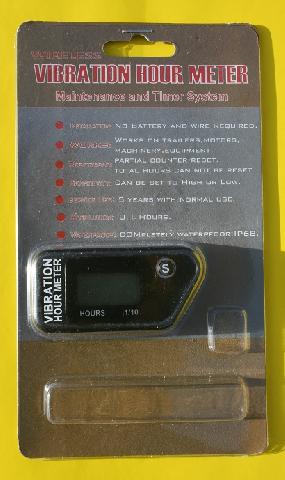 WIRELESS
VIBRATION HOUR METER
Maintenance and Timer System
NO BATTERY AND WIRE REQUIRED.
WORKS ON TRAILERS, MOTORS,
MACHINERY, EQUIPMENT.
PARTIAL COUNTER RESET.
TOTAL HOURS CAN NOT BE RESET
CAN BE SET TO HIGH OR LOW.
5 YEARS WITH NORMAL USE.
HOURS.
COMPLETELY WATERPROOF IP68.
VIBRATION
HOUR METER
S
HOURS 1/10